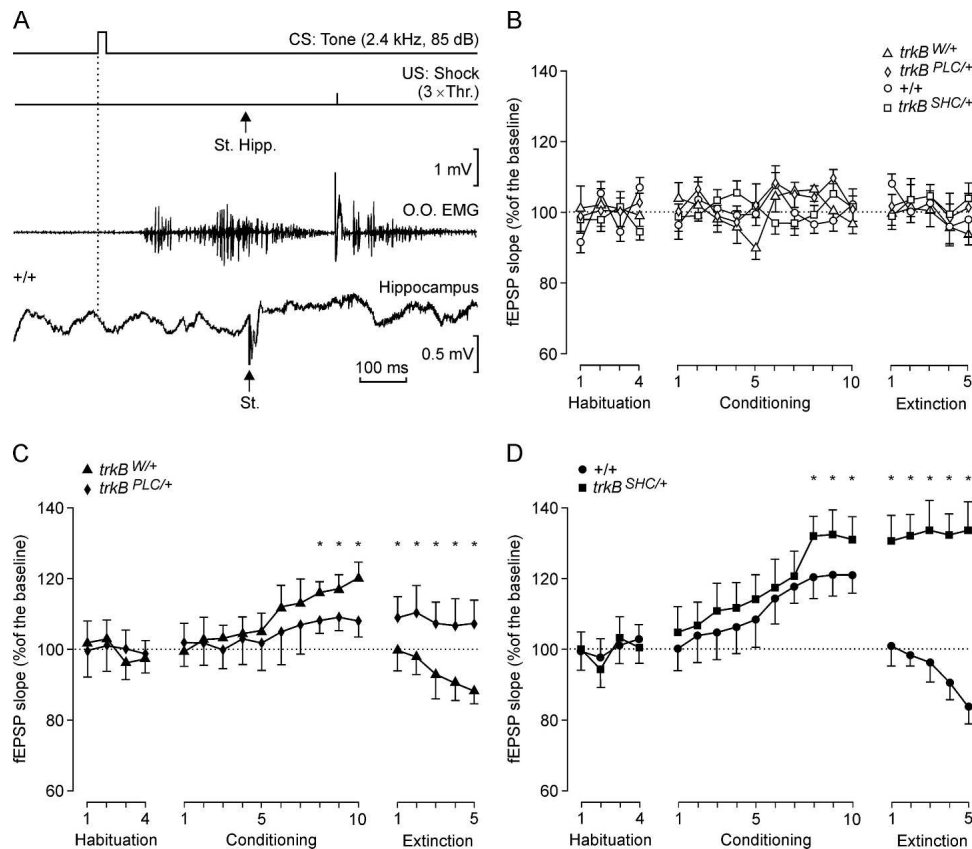 A
CS: Tone (2.4 kHz, 85 dB)
US: Shock
(3 ×Thr.)
St. Hipp.
1 mV
O.O. EMG
+/+
Hippocampus
0.5 mV
100 ms
St.
B
trkB W/+
trkB PLC/+
+/+
trkB SHC/+
fEPSP slope (%of the baseline)
140
120
100
80
60
1 4
1 5 10
1 5
Habituation Conditioning Extinction
C
trkB W/+
trkB PLC/+
fEPSP slope (%of the baseline)
140
120
100
80
60
* * *
* * * * *
1 4
1 5 10
1 5
Habituation Conditioning Extinction
D
+/+
trkB SHC/+
fEPSP slope (%of the baseline)
140
120
100
80
60
* * *
* * * * *
1 4
1 5 10
1 5
Habituation Conditioning Extinction